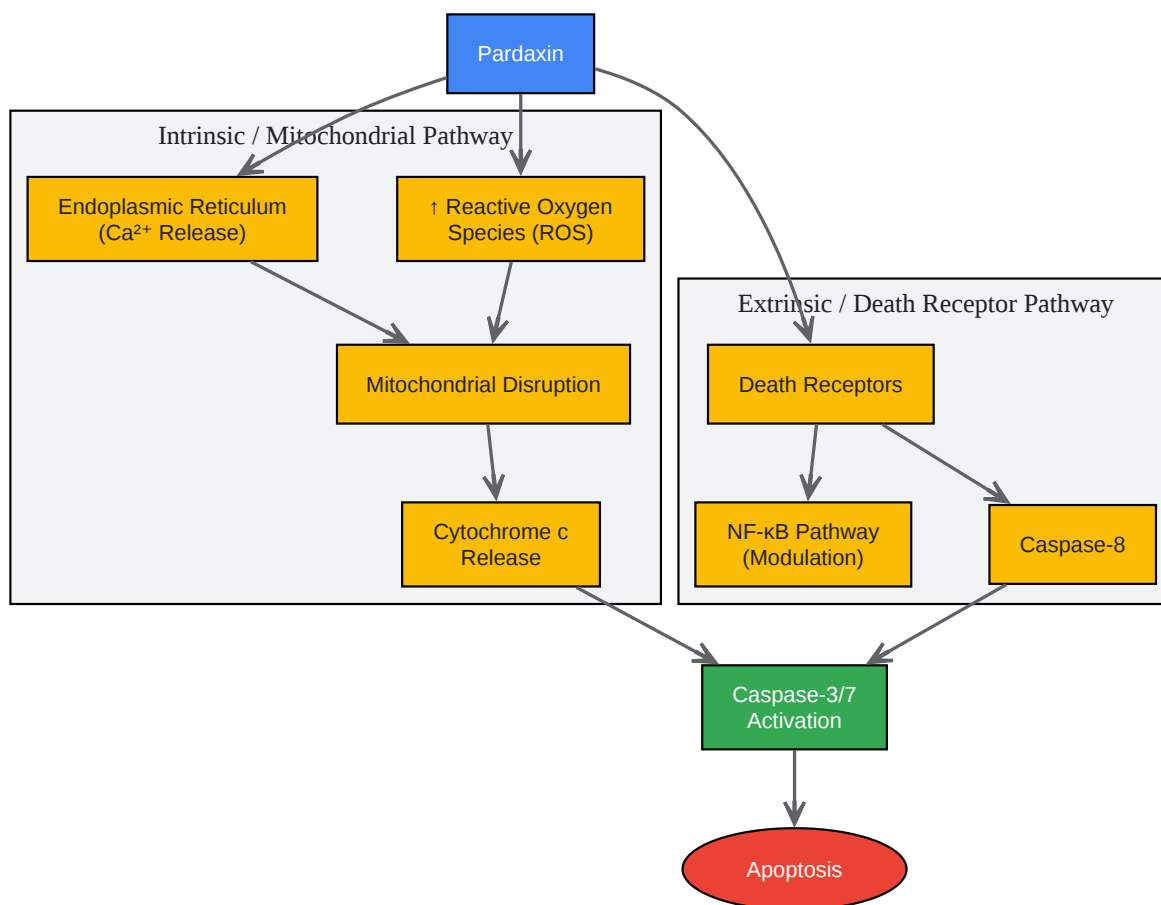 Pardaxin
Intrinsic / Mitochondrial Pathway
Endoplasmic Reticulum
(Ca²⁺ Release)
↑ Reactive Oxygen
Species (ROS)
Mitochondrial Disruption
Cytochrome c
Release
Extrinsic / Death Receptor Pathway
Death Receptors
NF-κB Pathway
(Modulation)
Caspase-8
Caspase-3/7
Activation
Apoptosis